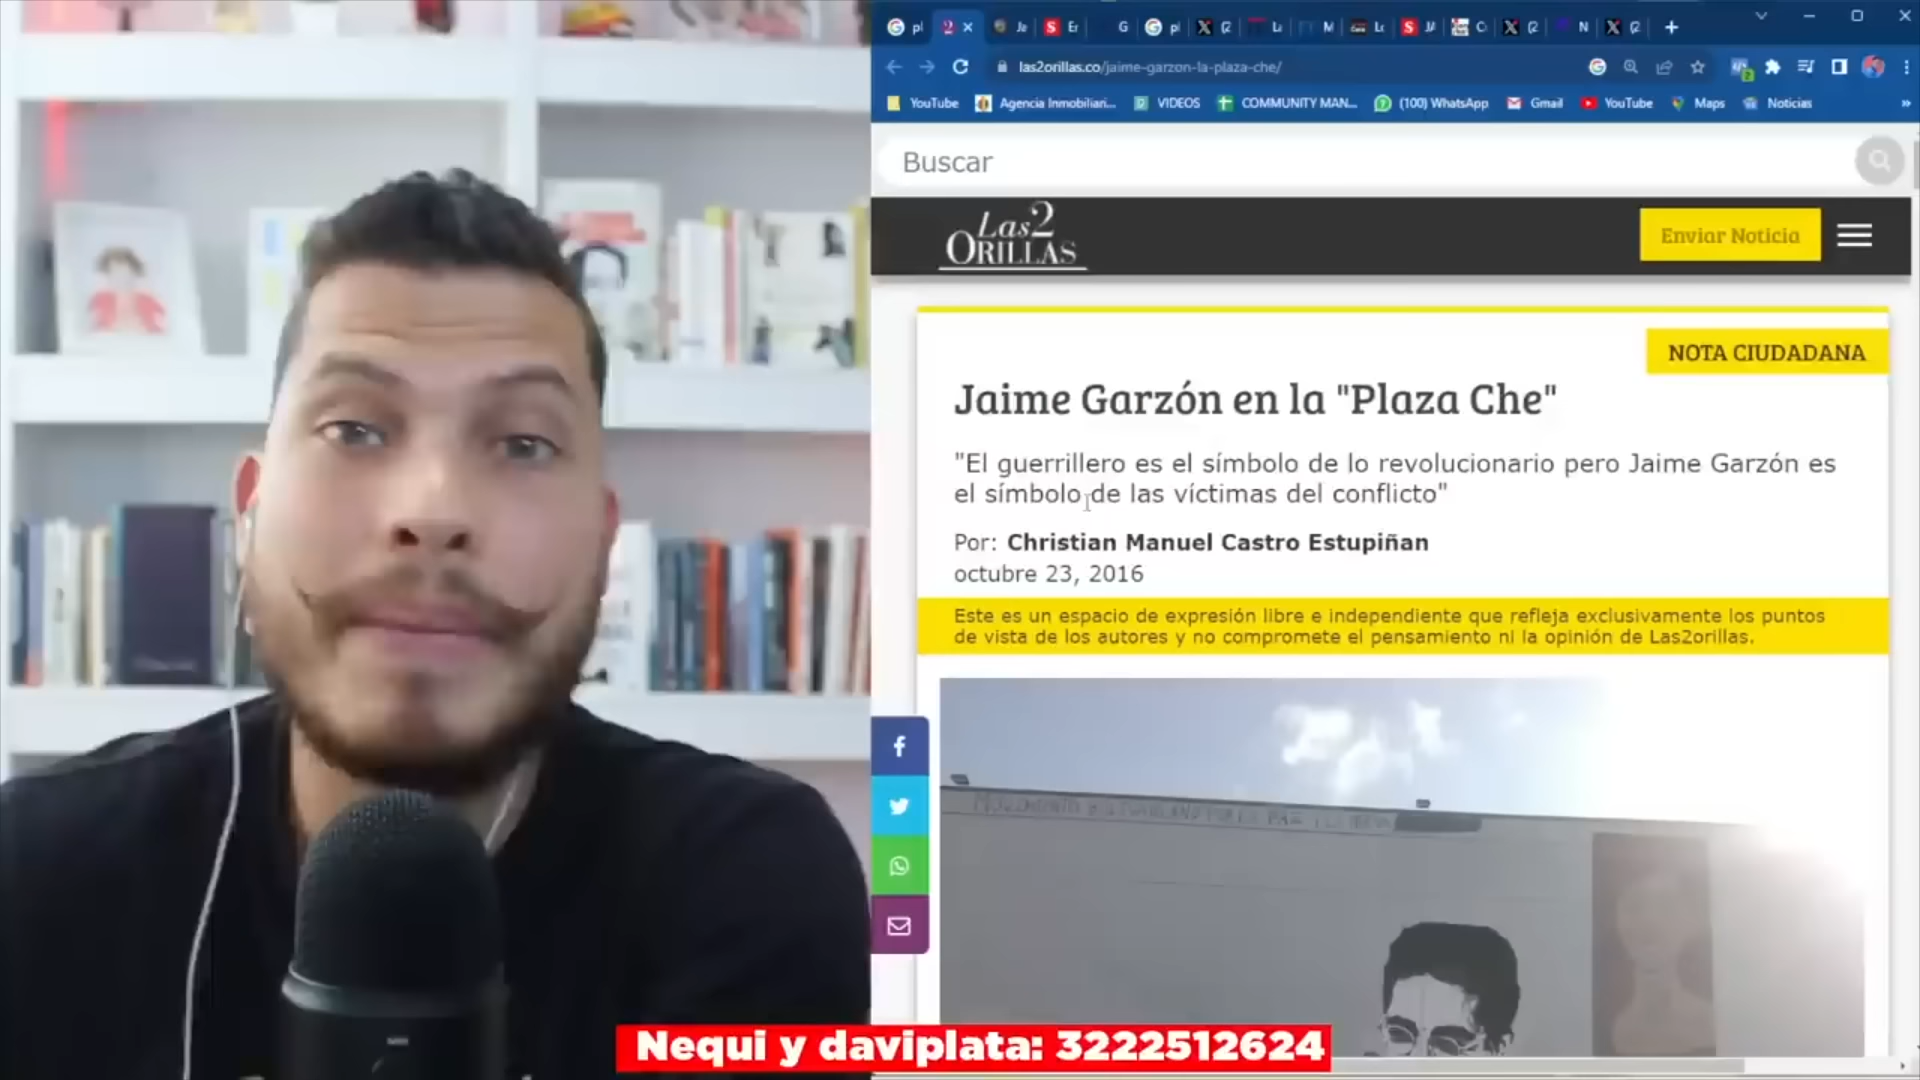 las2orillas.co/jaime-garzon-la-plaza-che/
YouTube
Agencia Inmobiliari...
VIDEOS
COMMUNITY MAN...
(100) WhatsApp
Gmail
YouTube
Maps
Noticias
Buscar
Las2
ORILLAS
Enviar Noticia
NOTA CIUDADANA
Jaime Garzón en la "Plaza Che"
"El guerrillero es el símbolo de lo revolucionario pero Jaime Garzón es
el símbolo de las víctimas del conflicto"
Por: Christian Manuel Castro Estupiñan
octubre 23, 2016
Este es un espacio de expresión libre e independiente que refleja exclusivamente los puntos
de vista de los autores y no compromete el pensamiento ni la opinión de Las2orillas.
Nequi y daviplata: 3222512624